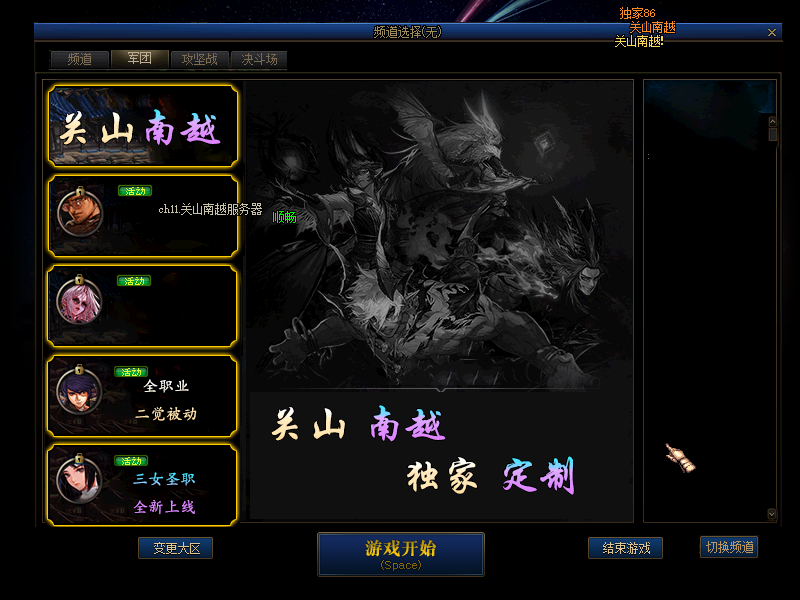 独家86
关山南越
关山南越!
频道选择(无)
频道 军团 攻坚战 决斗场
关山南越
活动
ch11.关山南越服务器 顺畅
活动
活动
全职业
二觉被动
活动
三女圣职
全新上线
关山 南越
独家 定制
:
变更大区
游戏开始
(Space)
结束游戏
切换频道